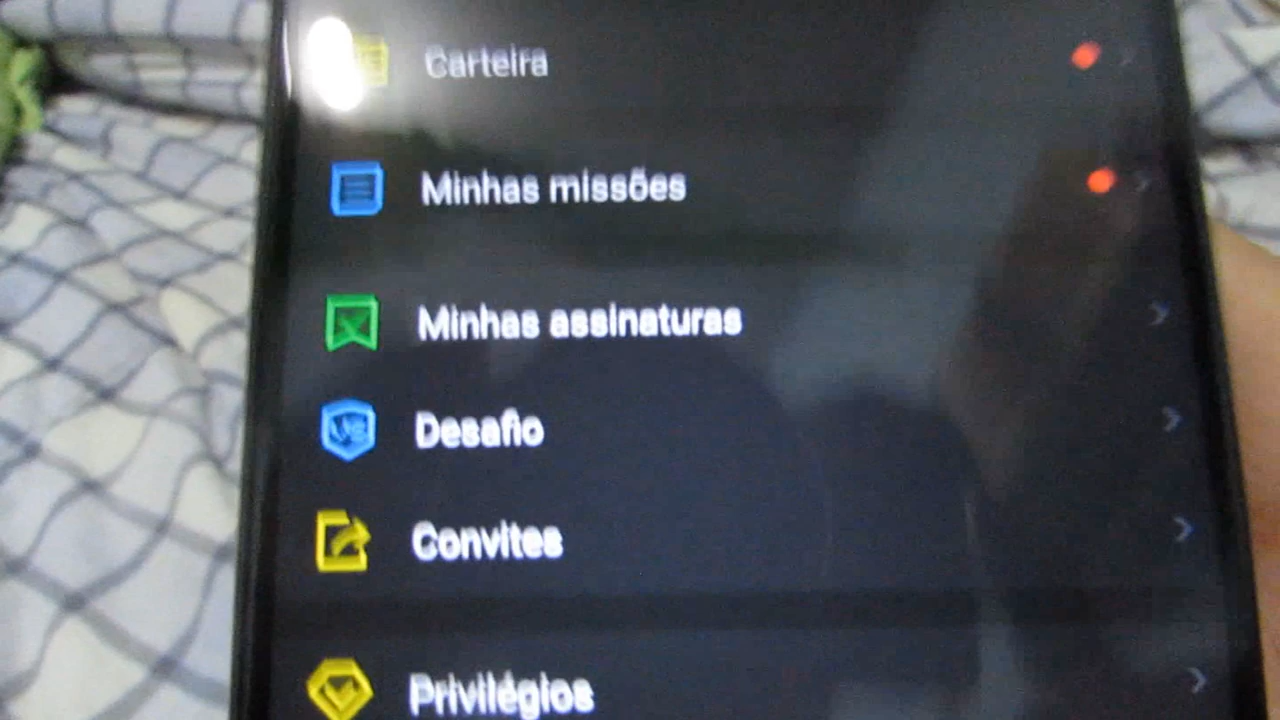 Carteira
Minhas missões
Minhas assinaturas
Desafio
Convites
Privilégios